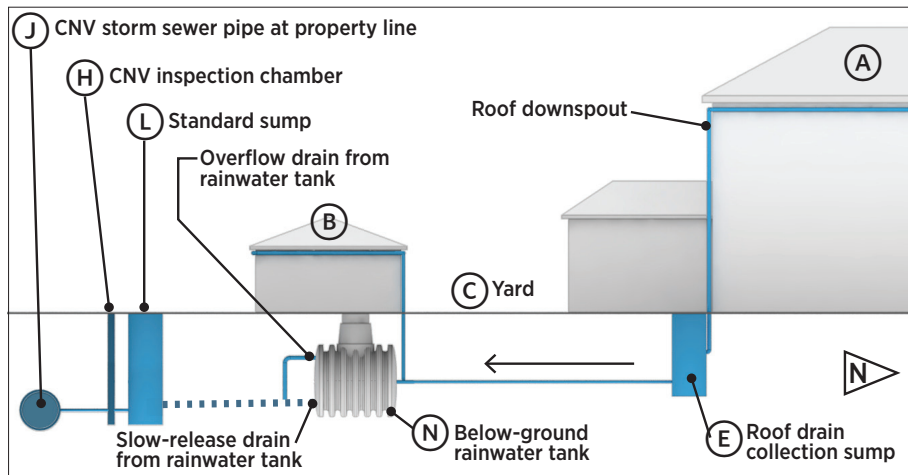 J CNV storm sewer pipe at property line
H CNV inspection chamber
L Standard sump
Overflow drain from
rainwater tank
Roof downspout
A
B
C Yard
N
Slow-release drain
from rainwater tank
N Below-ground
rainwater tank
E Roof drain
collection sump